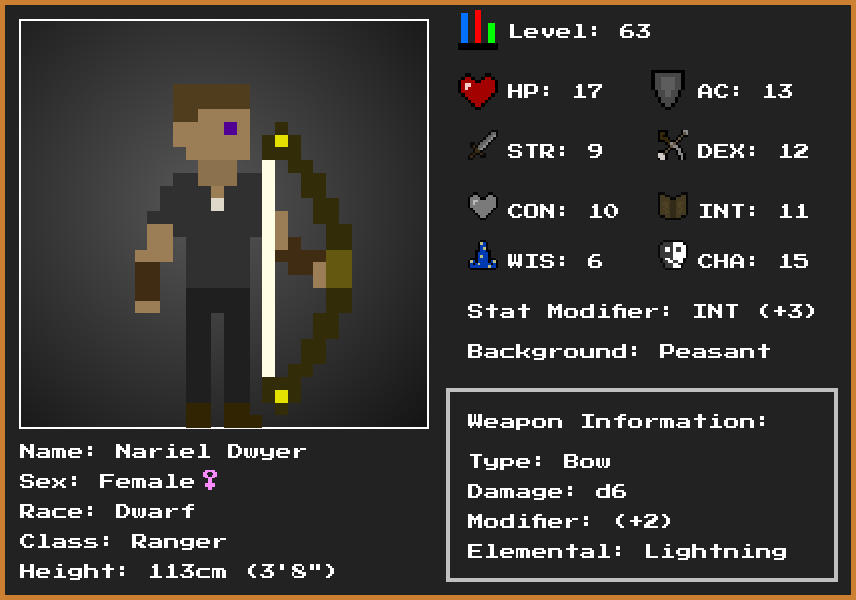 Level: 63
HP: 17
AC: 13
STR: 9
DEX: 12
CON: 10
INT: 11
WIS: 6
CHA: 15
Stat Modifier: INT (+3)
Background: Peasant
Name: Nariel Dwyer
Sex: Female♀
Race: Dwarf
Class: Ranger
Height: 113cm (3'8")
Weapon Information:
Type: Bow
Damage: d6
Modifier: (+2)
Elemental: Lightning